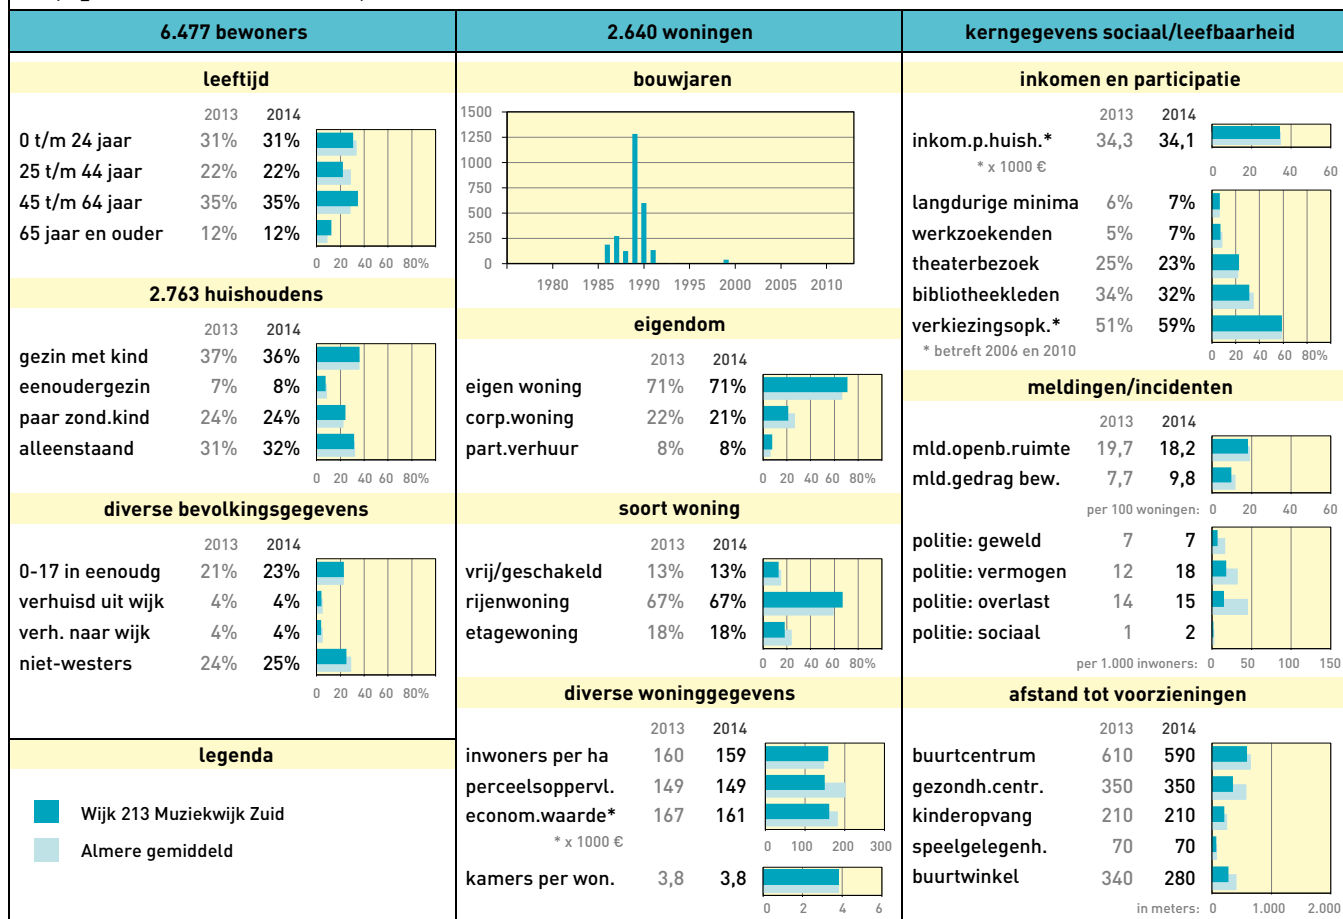 6.477 bewoners
leeftijd
2013 2014
0 t/m 24 jaar 31% 31%
25 t/m 44 jaar 22% 22%
45 t/m 64 jaar 35% 35%
65 jaar en ouder 12% 12%
0 20 40 60 80%
2.763 huishoudens
2013 2014
gezin met kind 37% 36%
eenoudergezin 7% 8%
paar zond.kind 24% 24%
alleenstaand 31% 32%
0 20 40 60 80%
diverse bevolkingsgegevens
2013 2014
0-17 in eenoudg 21% 23%
verhuisd uit wijk 4% 4%
verh. naar wijk 4% 4%
niet-westers 24% 25%
0 20 40 60 80%
legenda
Wijk 213 Muziekwijk Zuid
Almere gemiddeld
2.640 woningen
bouwjaren
1500
1250
1000
750
500
250
0
1980 1985 1990 1995 2000 2005 2010
eigendom
2013 2014
eigen woning 71% 71%
corp.woning 22% 21%
part.verhuur 8% 8%
0 20 40 60 80%
soort woning
2013 2014
vrij/geschakeld 13% 13%
rijenwoning 67% 67%
etagewoning 18% 18%
0 20 40 60 80%
diverse woninggegevens
2013 2014
inwoners per ha 160 159
perceelsoppervl. 149 149
econom.waarde* 167 161
* x 1000 €
0 100 200 300
kamers per won. 3,8 3,8
0 2 4 6
kerngegevens sociaal/leefbaarheid
inkomen en participatie
2013 2014
inkom.p.huish.* 34,3 34,1
* x 1000 €
0 20 40 60
langdurige minima 6% 7%
werkzoekenden 5% 7%
theaterbezoek 25% 23%
bibliotheekleden 34% 32%
verkiezingsopk.* 51% 59%
* betreft 2006 en 2010
0 20 40 60 80%
meldingen/incidenten
2013 2014
mld.openb.ruimte 19,7 18,2
mld.gedrag bew. 7,7 9,8
per 100 woningen: 0 20 40 60
politie: geweld 7 7
politie: vermogen 12 18
politie: overlast 14 15
politie: sociaal 1 2
per 1.000 inwoners: 0 50 100 150
afstand tot voorzieningen
2013 2014
buurtcentrum 610 590
gezondh.centr. 350 350
kinderopvang 210 210
speelgelegenh. 70 70
buurtwinkel 340 280
in meters: 0 1.000 2.000